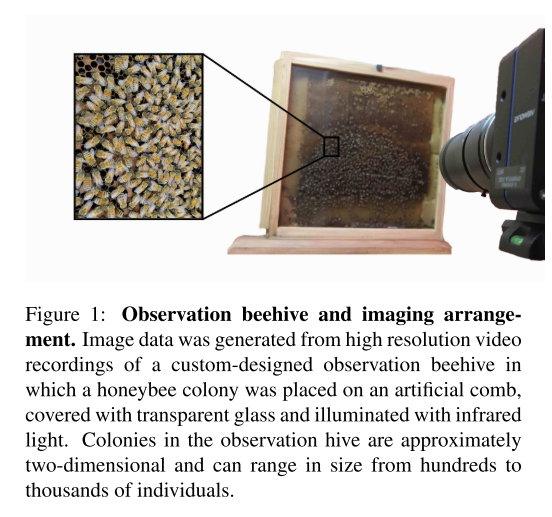 Figure 1: Observation beehive and imaging arrange-
ment. Image data was generated from high resolution video
recordings of a custom-designed observation beehive in
which a honeybee colony was placed on an artificial comb,
covered with transparent glass and illuminated with infrared
light. Colonies in the observation hive are approximately
two-dimensional and can range in size from hundreds to
thousands of individuals.